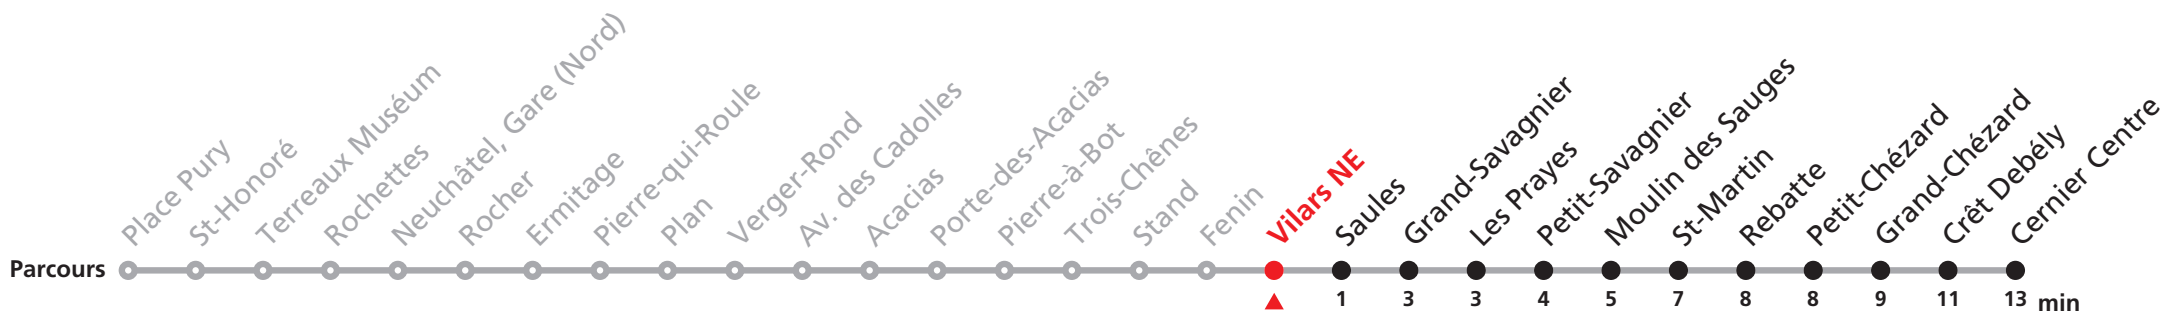 Place Pury
St-Honoré
Terreaux Muséum
Rochettes
Neuchâtel, Gare (Nord)
Rocher
Ermitage
Pierre-qui-Roule
Plan
Verger-Rond
Av. des Cadolles
Acacias
Porte-des-Acacias
Pierre-à-Bot
Trois-Chênes
Stand
Fenin
Vilars NE
Saules
Grand-Savagnier
Les Prayes
Petit-Savagnier
Moulin des Sauges
St-Martin
Rebatte
Petit-Chézard
Grand-Chézard
Crêt Debély
Cernier Centre
Parcours
1 3 3 4 5 7 8 8 9 11 13 min